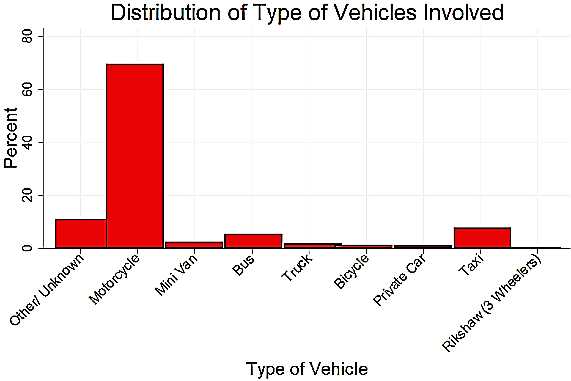 Distribution of Type of Vehicles Involved
Percent
80
60
40
20
0
Other/ Unknown
Motorcycle
Mini Van
Bus
Truck
Bicycle
Private Car
Taxi
Rikshaw (3 Wheelers)
Type of Vehicle